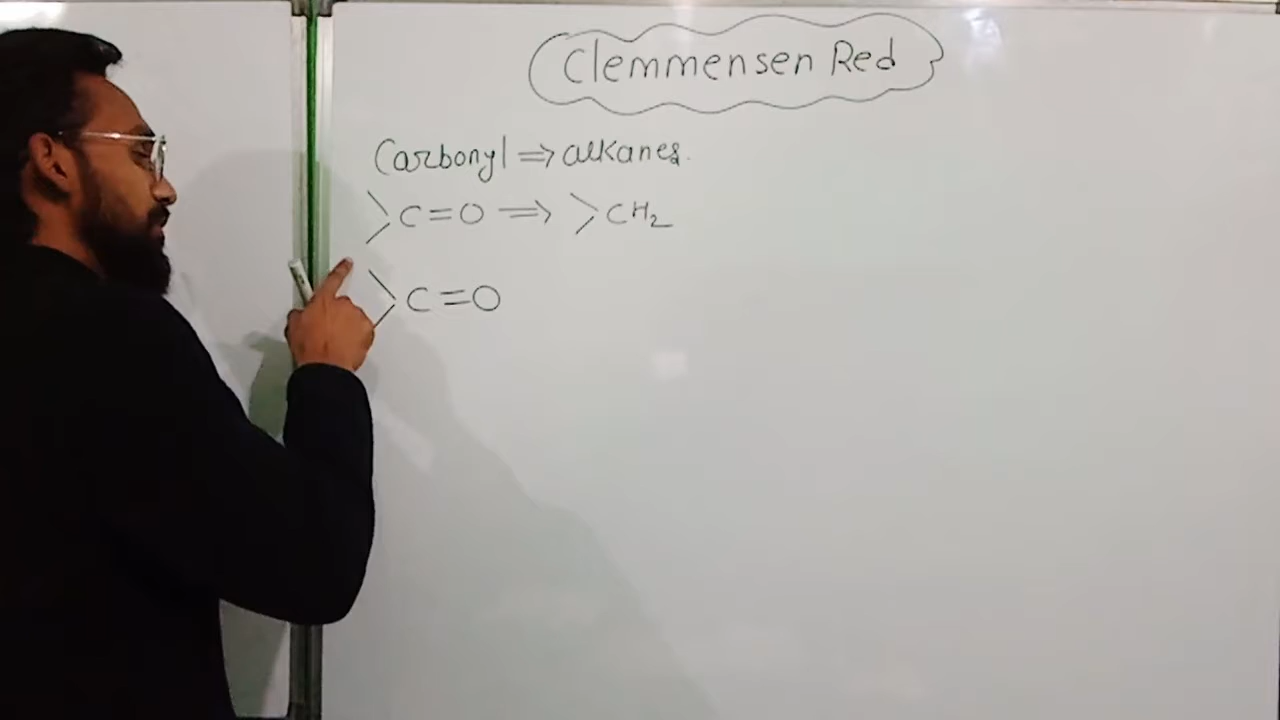 Clemmensen Red
Carbonyl ⇒ alkanes.
>C=O ⇒ >CH₂
>C=O